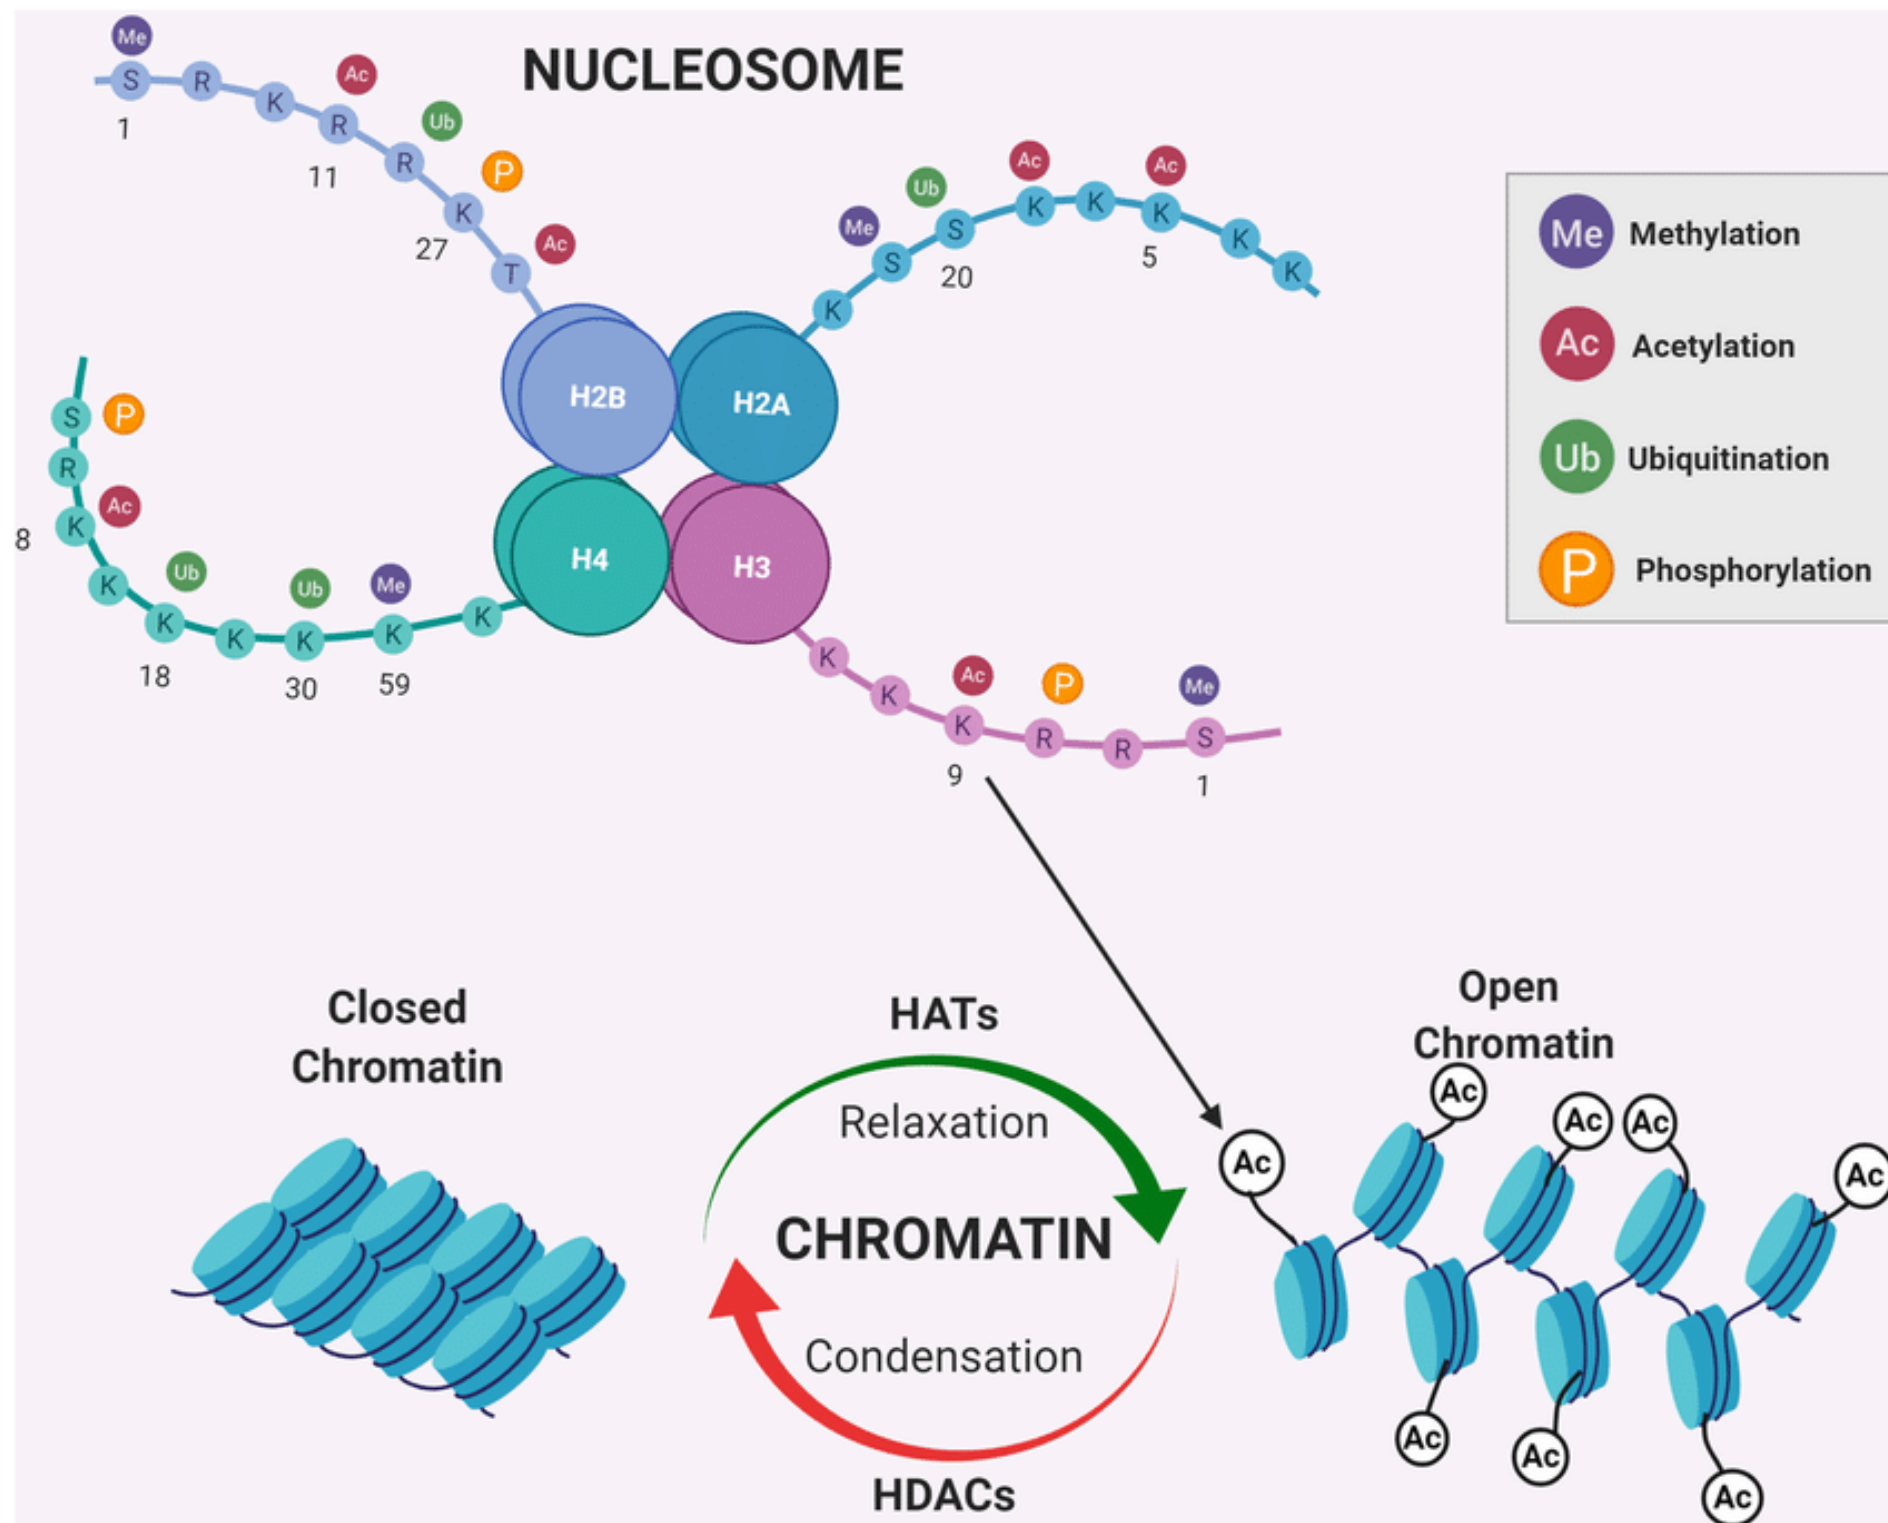 NUCLEOSOME
Me
Ac
Ub
P
Ac
S R K R R K T
1
11
27
Me
Ub
Ac
Ac
K S S K K K K K
20
5
H2B
H2A
H4
H3
P
Ac
Ub
Ub
Me
S R K K K K K K K
8
18
30
59
Ac
P
Me
K K K R R S
9
1
Me Methylation
Ac Acetylation
Ub Ubiquitination
P Phosphorylation
Closed
Chromatin
HATs
Relaxation
CHROMATIN
Condensation
HDACs
Open
Chromatin
Ac
Ac
Ac
Ac
Ac
Ac
Ac
Ac